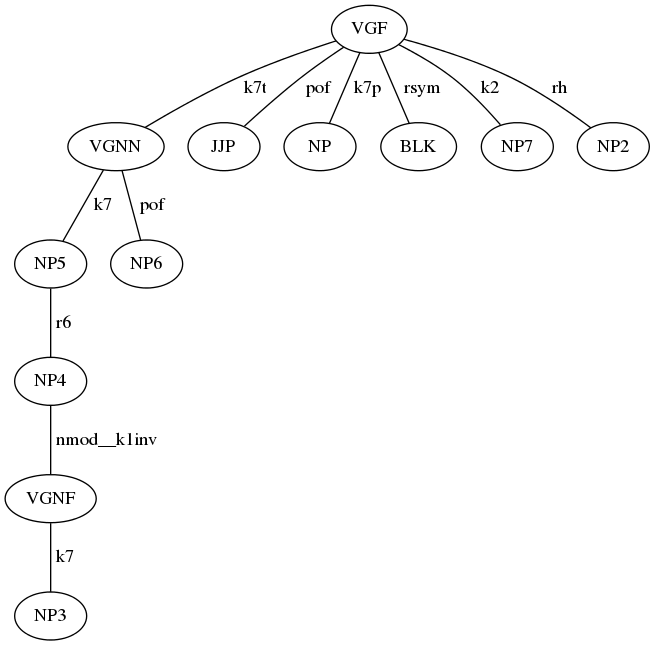 VGF
k7t pof k7p rsym k2 rh
VGNN JJP NP BLK NP7 NP2
k7 pof
NP5 NP6
r6
NP4
nmod__k1inv
VGNF
k7
NP3